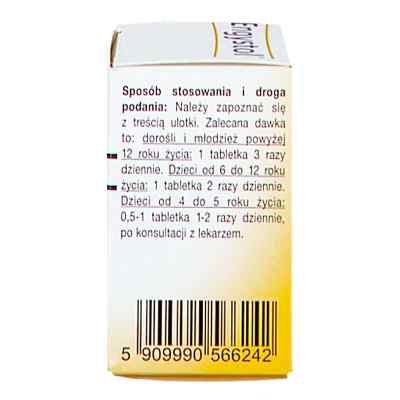 Engystol®
Sposób stosowania i droga
podania: Należy zapoznać się
z treścią ulotki. Zalecana dawka
to: dorośli i młodzież powyżej
12 roku życia: 1 tabletka 3 razy
dziennie. Dzieci od 6 do 12 roku
życia: 1 tabletka 2 razy dziennie.
Dzieci od 4 do 5 roku życia:
0,5-1 tabletka 1-2 razy dziennie,
po konsultacji z lekarzem.
5 909990 566242